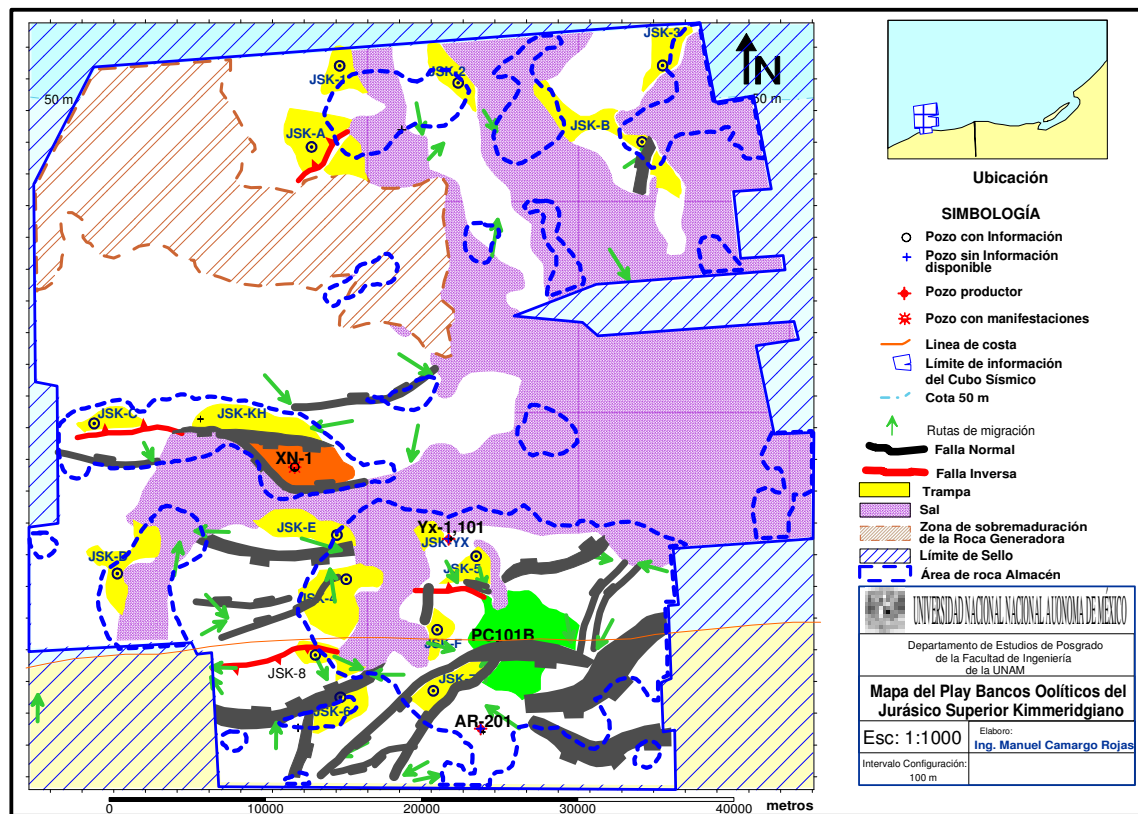 JSK-3
JSK-1
JSK-2
50 m
50 m
N
JSK-A
JSK-B
JSK-C
JSK-KH
XN-1
JSK-E
Yx-1,101
JSK-YX
JSK-D
JSK-5
JSK-4
PC101B
JSK-F
JSK-8
JSK-7
JSK-6
AR-201
0
10000
20000
30000
40000
metros
Ubicación
SIMBOLOGÍA
Pozo con Información
Pozo sin Información
disponible
Pozo productor
Pozo con manifestaciones
Linea de costa
Límite de información
del Cubo Sísmico
Cota 50 m
Rutas de migración
Falla Normal
Falla Inversa
Trampa
Sal
Zona de sobremaduración
de la Roca Generadora
Límite de Sello
Área de roca Almacén
UNIVERSIDAD NACIONAL NACIONAL AUONOMA DE MÉXICO
Departamento de Estudios de Posgrado
de la Facultad de Ingeniería
de la UNAM
Mapa del Play Bancos Oolíticos del
Jurásico Superior Kimmeridgiano
Esc: 1:1000
Elaboro:
Ing. Manuel Camargo Rojas
Intervalo Configuración:
100 m